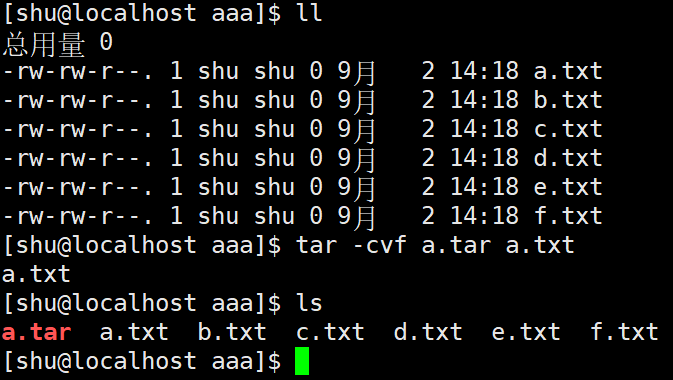 [shu@localhost aaa]$ ll
总用量 0
-rw-rw-r--. 1 shu shu 0 9月   2 14:18 a.txt
-rw-rw-r--. 1 shu shu 0 9月   2 14:18 b.txt
-rw-rw-r--. 1 shu shu 0 9月   2 14:18 c.txt
-rw-rw-r--. 1 shu shu 0 9月   2 14:18 d.txt
-rw-rw-r--. 1 shu shu 0 9月   2 14:18 e.txt
-rw-rw-r--. 1 shu shu 0 9月   2 14:18 f.txt
[shu@localhost aaa]$ tar -cvf a.tar a.txt
a.txt
[shu@localhost aaa]$ ls
a.tar  a.txt  b.txt  c.txt  d.txt  e.txt  f.txt
[shu@localhost aaa]$